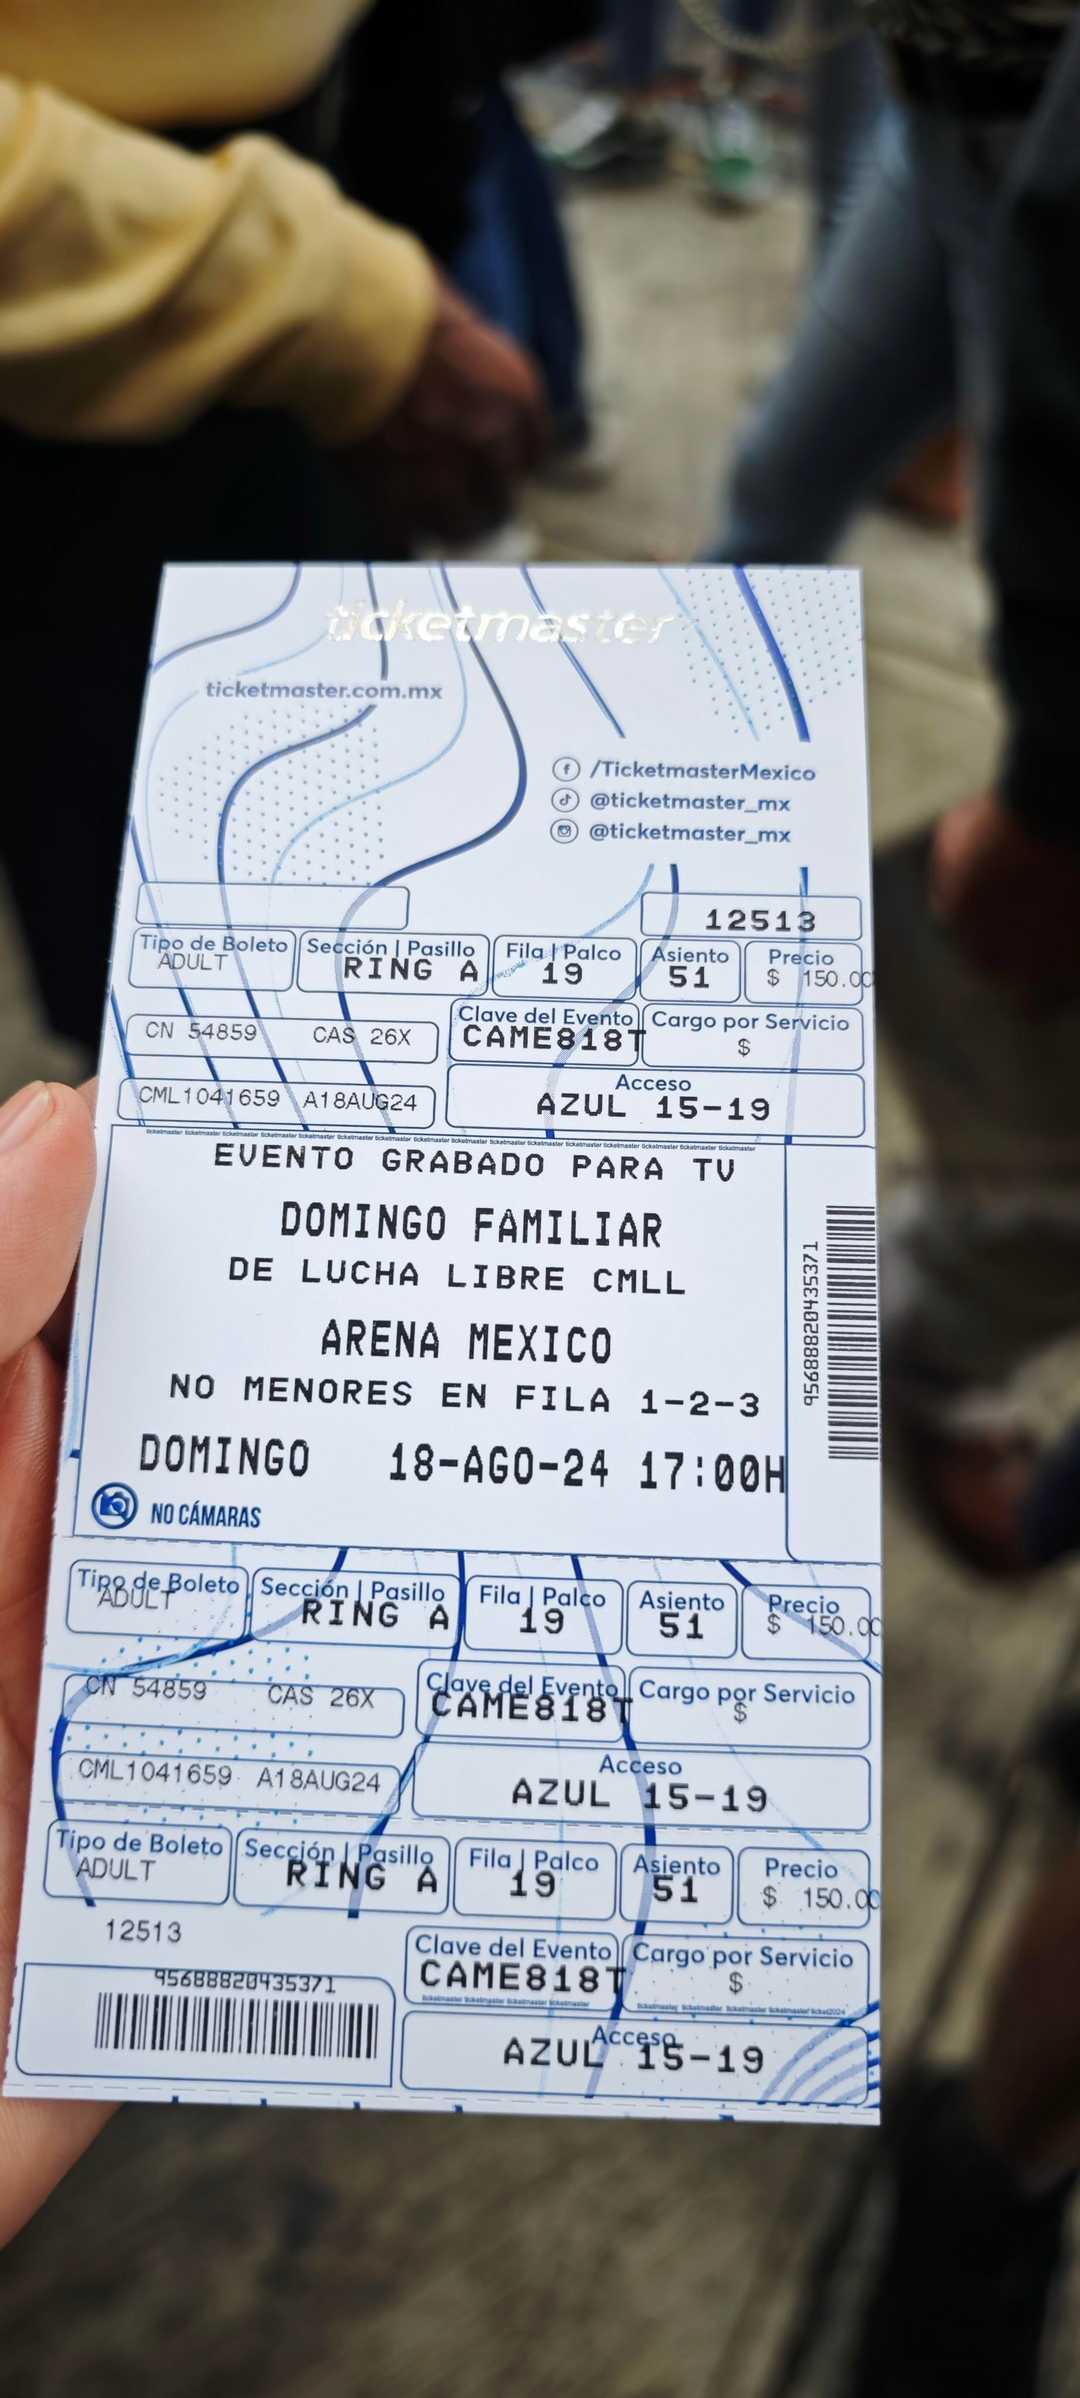 ticketmaster
ticketmaster.com.mx
/TicketmasterMexico
@ticketmaster_mx
@ticketmaster_mx
12513
Tipo de Boleto Sección | Pasillo Fila | Palco Asiento Precio
ADULT RING A 19 51 $ 150.00
Clave del Evento Cargo por Servicio
CN 54859 CAS 26X CAME818T $
Acceso
CML1041659 A18AUG24 AZUL 15-19
EVENTO GRABADO PARA TV
DOMINGO FAMILIAR
DE LUCHA LIBRE CMLL
ARENA MEXICO
NO MENORES EN FILA 1-2-3
DOMINGO 18-AGO-24 17:00H
NO CÁMARAS
95688820435371
Tipo de Boleto Sección | Pasillo Fila | Palco Asiento Precio
ADULT RING A 19 51 $ 150.00
Clave del Evento Cargo por Servicio
CN 54859 CAS 26X CAME818T $
Acceso
CML1041659 A18AUG24 AZUL 15-19
Tipo de Boleto Sección | Pasillo Fila | Palco Asiento Precio
ADULT RING A 19 51 $ 150.00
12513
Clave del Evento Cargo por Servicio
95688820435371 CAME818T $
Acceso
AZUL 15-19